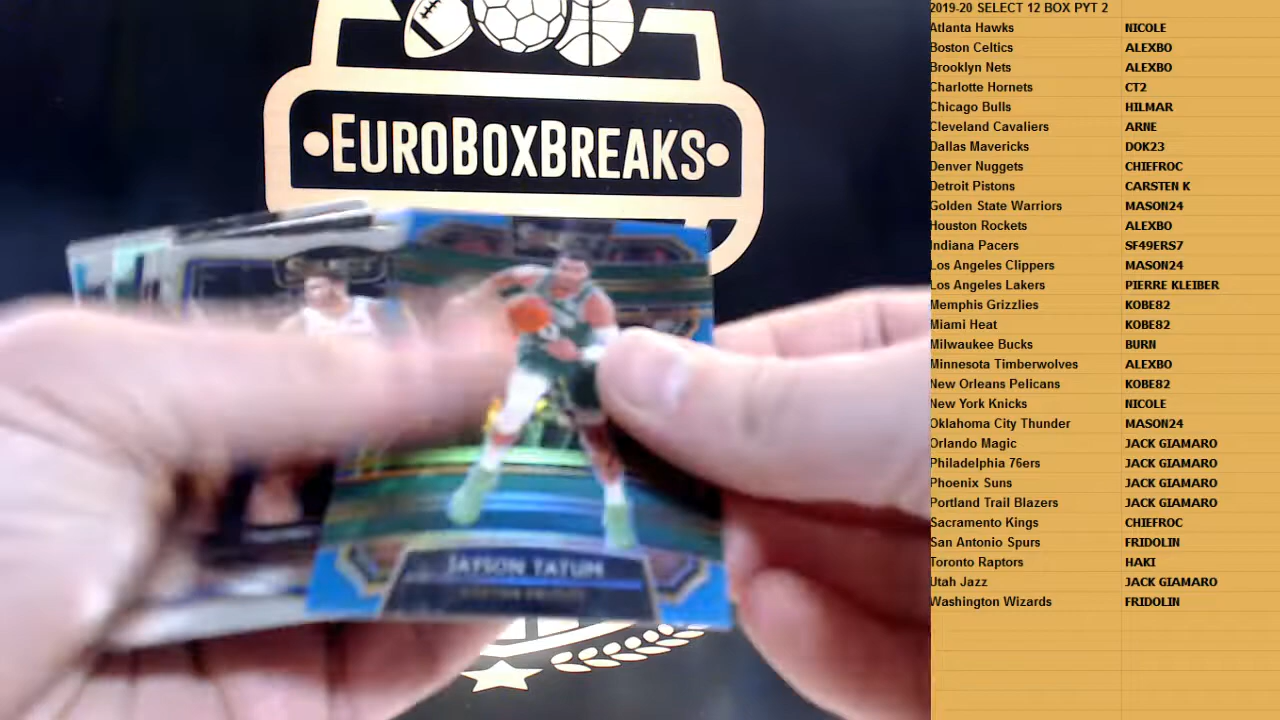 EUROBOXBREAKS
SELECT
JAYSON TATUM
2019-20 SELECT 12 BOX PYT 2
Atlanta Hawks NICOLE
Boston Celtics ALEXBO
Brooklyn Nets ALEXBO
Charlotte Hornets CT2
Chicago Bulls HILMAR
Cleveland Cavaliers ARNE
Dallas Mavericks DOK23
Denver Nuggets CHIEFROC
Detroit Pistons CARSTEN K
Golden State Warriors MASON24
Houston Rockets ALEXBO
Indiana Pacers SF49ERS7
Los Angeles Clippers MASON24
Los Angeles Lakers PIERRE KLEIBER
Memphis Grizzlies KOBE82
Miami Heat KOBE82
Milwaukee Bucks BURN
Minnesota Timberwolves ALEXBO
New Orleans Pelicans KOBE82
New York Knicks NICOLE
Oklahoma City Thunder MASON24
Orlando Magic JACK GIAMARO
Philadelphia 76ers JACK GIAMARO
Phoenix Suns JACK GIAMARO
Portland Trail Blazers JACK GIAMARO
Sacramento Kings CHIEFROC
San Antonio Spurs FRIDOLIN
Toronto Raptors HAKI
Utah Jazz JACK GIAMARO
Washington Wizards FRIDOLIN